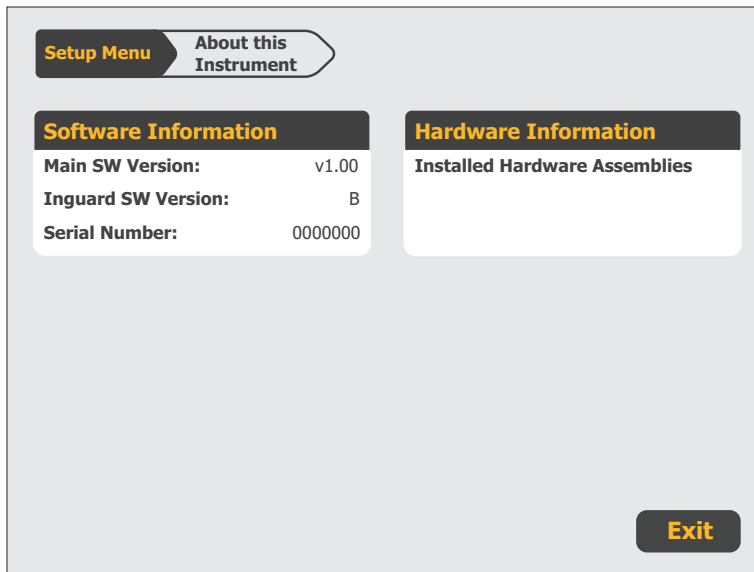 Setup Menu
About this
Instrument
Software Information
Main SW Version: v1.00
Inguard SW Version: B
Serial Number: 0000000
Hardware Information
Installed Hardware Assemblies
Exit